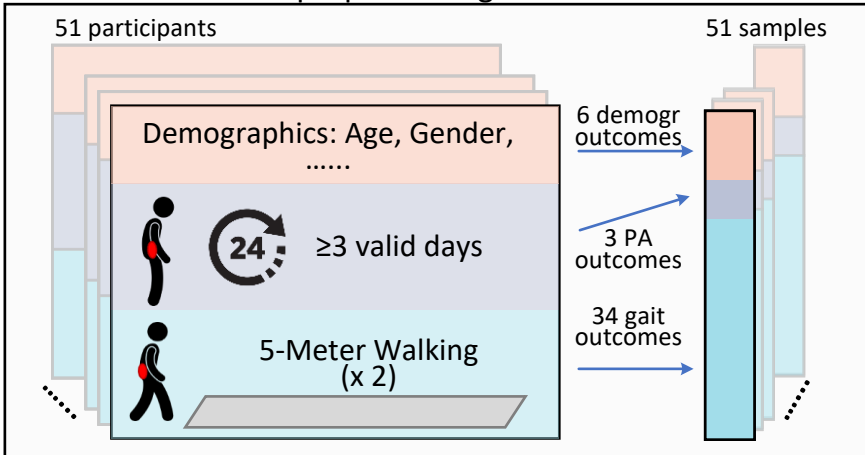 51 participants
51 samples
Demographics: Age, Gender,
......
6 demogr
outcomes
24
≥3 valid days
3 PA
outcomes
5-Meter Walking
(x 2)
34 gait
outcomes